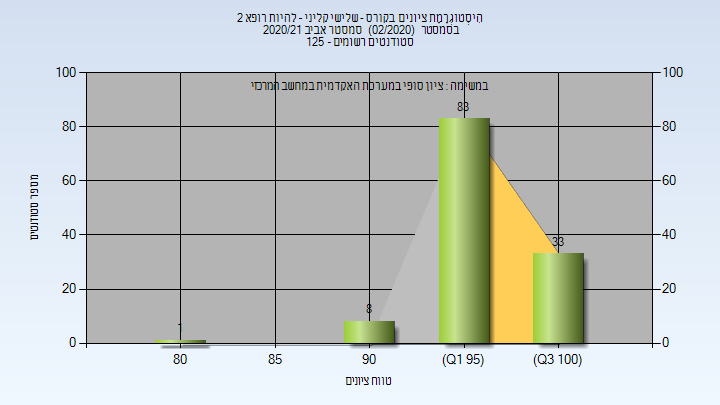 היסטוגרמת ציונים בקורס - שלישי קליני - להיות רופא 2
בסמסטר (02/2020) סמסטר אביב 2020/21
סטודנטים רשומים - 125
במשימה : ציון סופי במערכת האקדמית במחשב המרכזי
100 100
80 80
60 60
40 40
20 20
0 0
מספר סטודנטים
1 8 83 33
80 85 90 (Q1 95) (Q3 100)
טווח ציונים